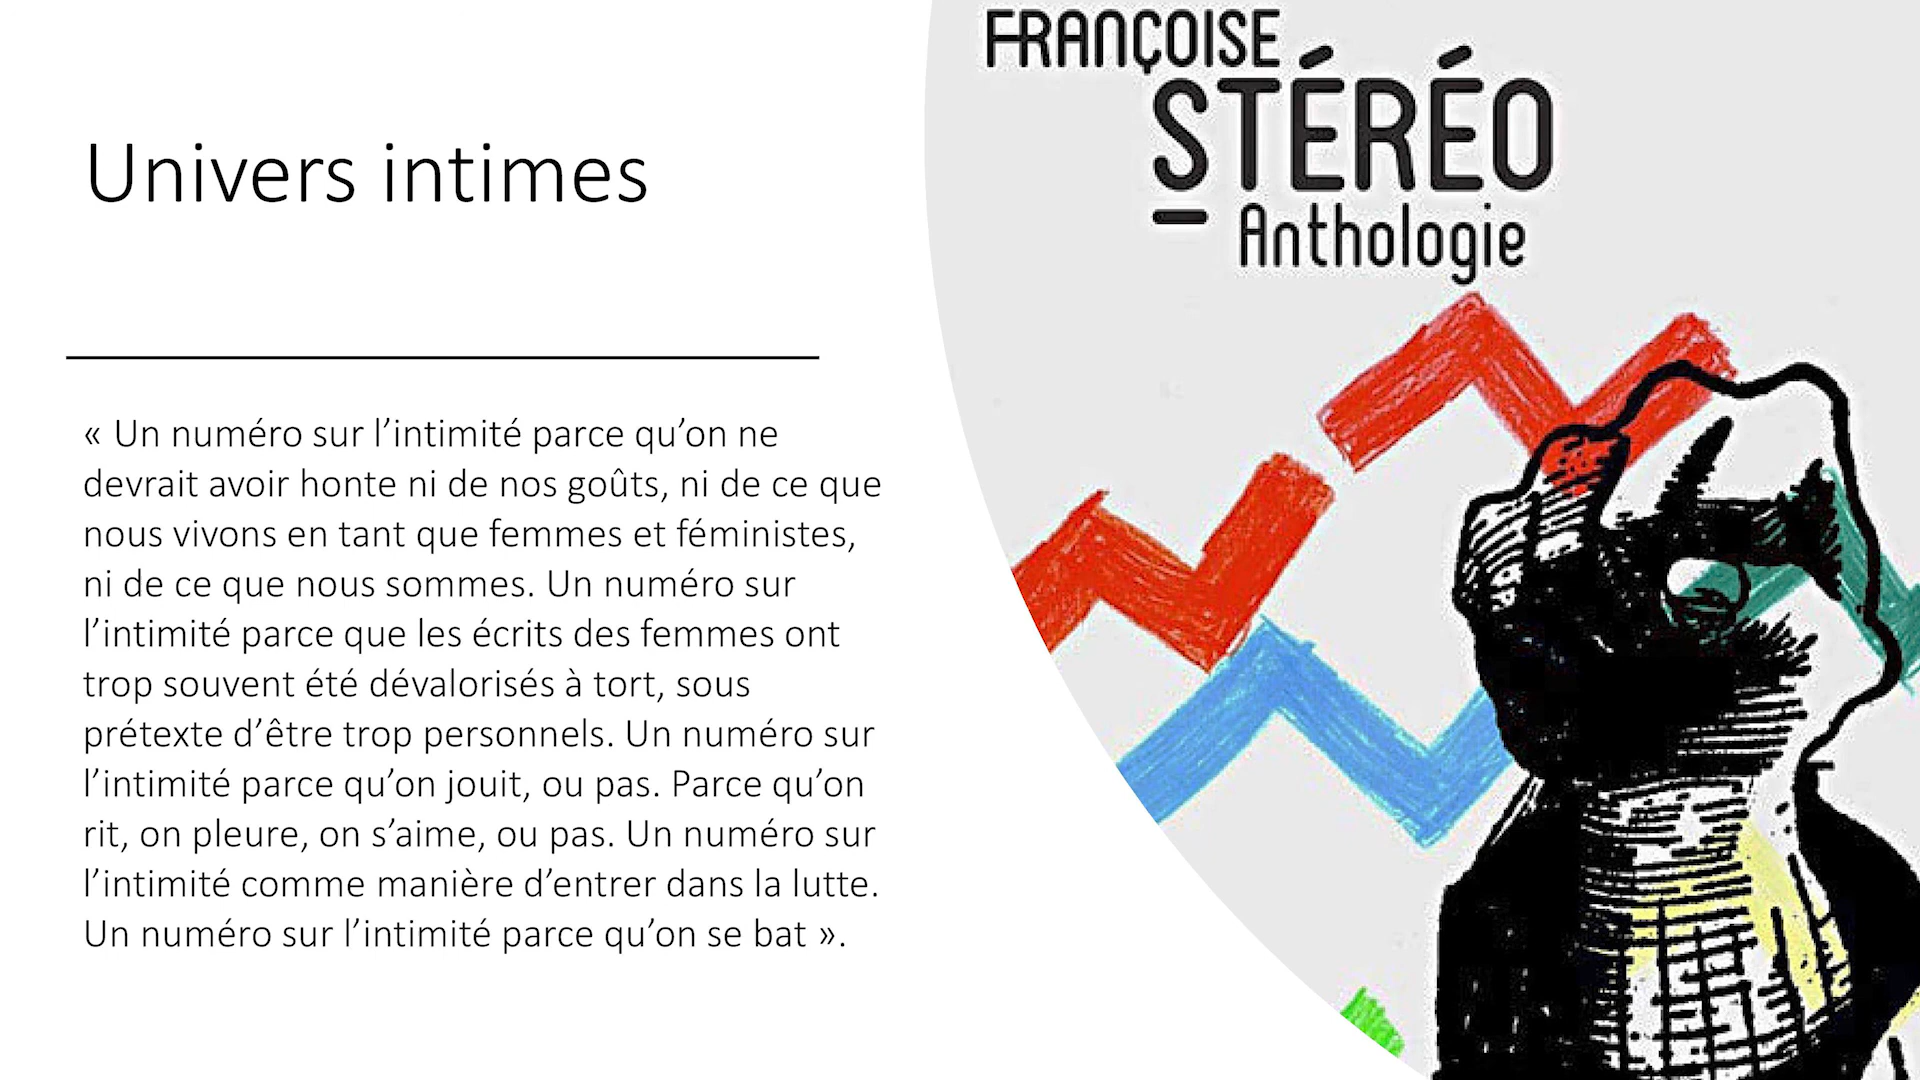 Univers intimes
« Un numéro sur l’intimité parce qu’on ne
devrait avoir honte ni de nos goûts, ni de ce que
nous vivons en tant que femmes et féministes,
ni de ce que nous sommes. Un numéro sur
l’intimité parce que les écrits des femmes ont
trop souvent été dévalorisés à tort, sous
prétexte d’être trop personnels. Un numéro sur
l’intimité parce qu’on jouit, ou pas. Parce qu’on
rit, on pleure, on s’aime, ou pas. Un numéro sur
l’intimité comme manière d’entrer dans la lutte.
Un numéro sur l’intimité parce qu’on se bat ».
FRANÇOISE
STÉRÉO
Anthologie